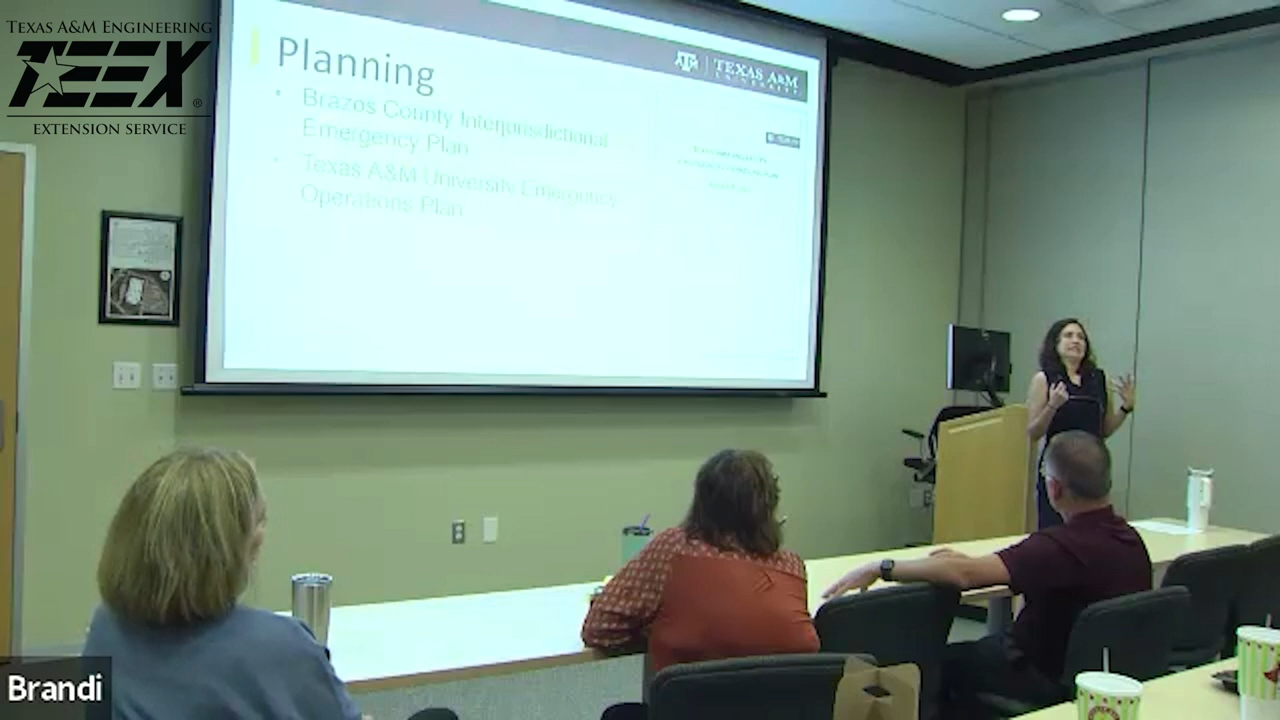 TEXAS A&M ENGINEERING
TEEX
EXTENSION SERVICE
Planning
TEXAS A&M
UNIVERSITY
• Brazos County Interjurisdictional
Emergency Plan
• Texas A&M University Emergency
Operations Plan
Brandi